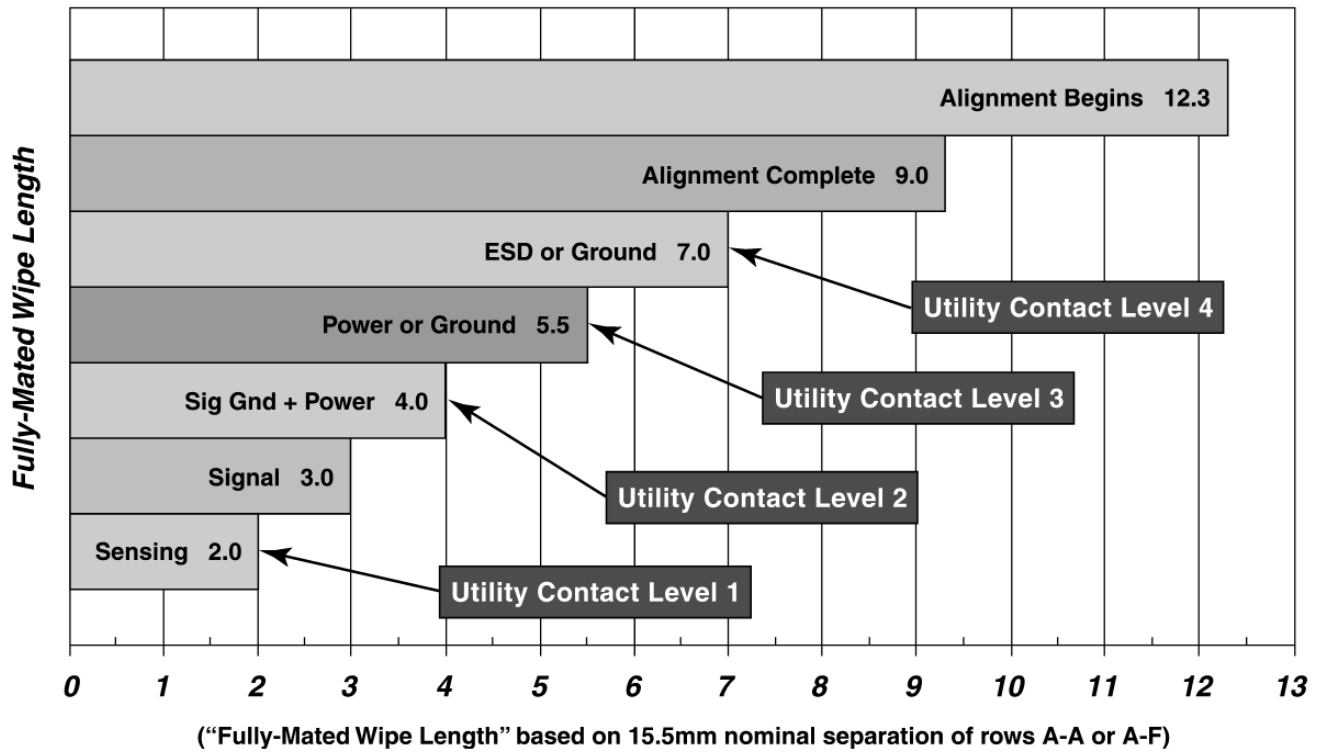 Fully-Mated Wipe Length
Alignment Begins 12.3
Alignment Complete 9.0
ESD or Ground 7.0
Utility Contact Level 4
Power or Ground 5.5
Utility Contact Level 3
Sig Gnd + Power 4.0
Utility Contact Level 2
Signal 3.0
Sensing 2.0
Utility Contact Level 1
0 1 2 3 4 5 6 7 8 9 10 11 12 13
(“Fully-Mated Wipe Length” based on 15.5mm nominal separation of rows A-A or A-F)